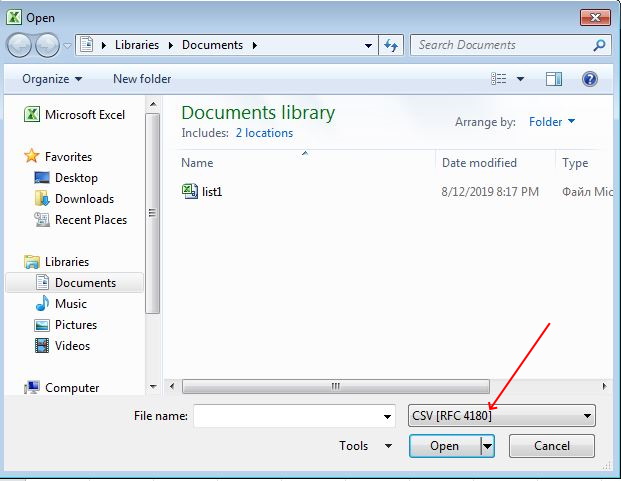 Open
Libraries Documents
Search Documents
Organize New folder
Microsoft Excel
Favorites
Desktop
Downloads
Recent Places
Libraries
Documents
Music
Pictures
Videos
Computer
Documents library
Includes: 2 locations
Arrange by: Folder
Name Date modified Type
list1 8/12/2019 8:17 PM Файл Mic
File name: CSV [RFC 4180]
Tools Open Cancel